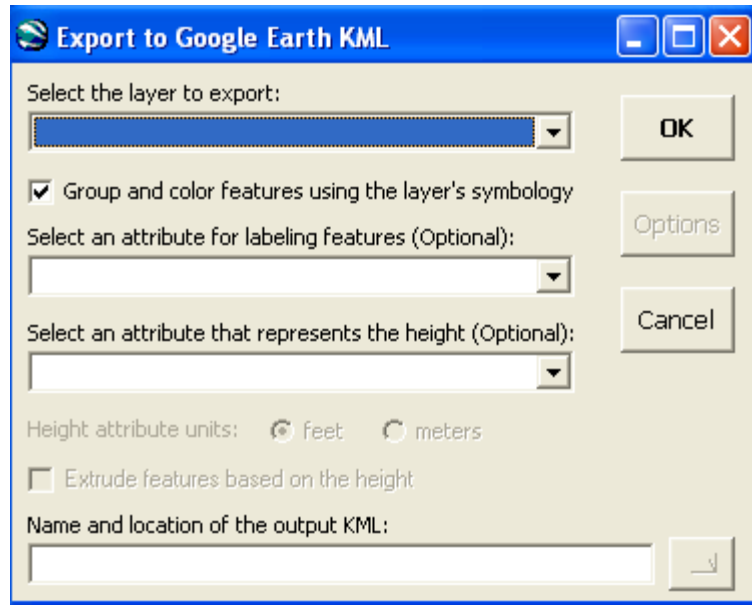 Export to Google Earth KML
Select the layer to export:
OK
Group and color features using the layer's symbology
Options
Select an attribute for labeling features (Optional):
Cancel
Select an attribute that represents the height (Optional):
Height attribute units: feet meters
Extrude features based on the height
Name and location of the output KML: